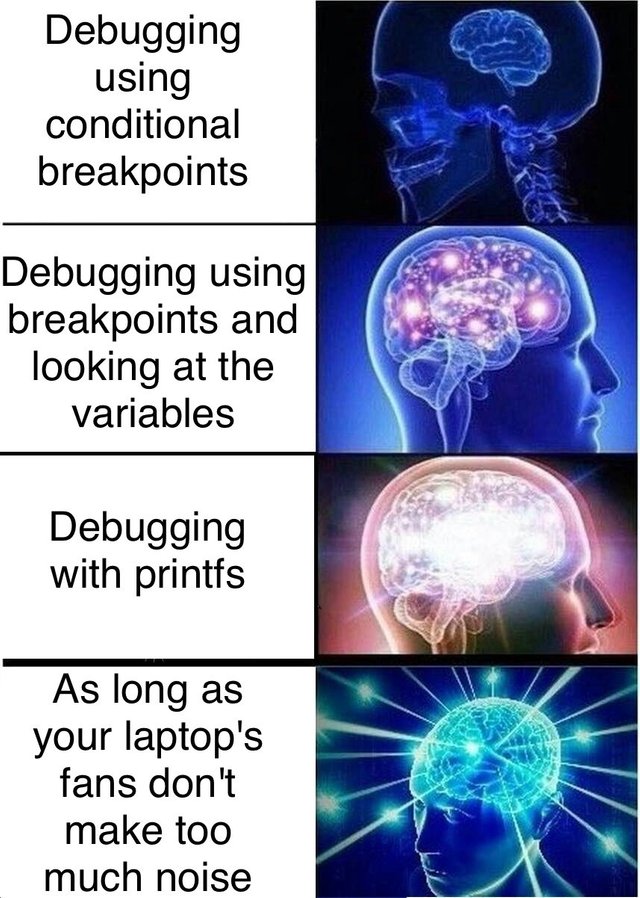 Debugging
using
conditional
breakpoints
Debugging using
breakpoints and
looking at the
variables
Debugging
with printfs
As long as
your laptop's
fans don't
make too
much noise